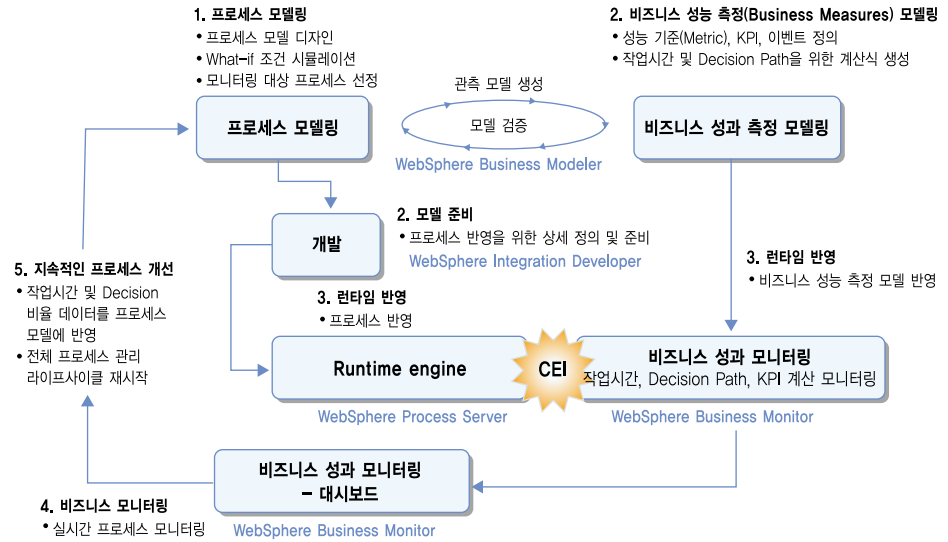 1. 프로세스 모델링
• 프로세스 모델 디자인
• What-if 조건 시뮬레이션
• 모니터링 대상 프로세스 선정
2. 비즈니스 성능 측정(Business Measures) 모델링
• 성능 기준(Metric), KPI, 이벤트 정의
• 작업시간 및 Decision Path을 위한 계산식 생성
관측 모델 생성
프로세스 모델링
모델 검증
비즈니스 성과 측정 모델링
WebSphere Business Modeler
개발
2. 모델 준비
• 프로세스 반영을 위한 상세 정의 및 준비
WebSphere Integration Developer
3. 런타임 반영
• 비즈니스 성능 측정 모델 반영
5. 지속적인 프로세스 개선
• 작업시간 및 Decision
비율 데이터를 프로세스
모델에 반영
• 전체 프로세스 관리
라이프사이클 재시작
3. 런타임 반영
• 프로세스 반영
Runtime engine
CEI
비즈니스 성과 모니터링
작업시간, Decision Path, KPI 계산 모니터링
WebSphere Process Server
WebSphere Business Monitor
비즈니스 성과 모니터링
– 대시보드
4. 비즈니스 모니터링
• 실시간 프로세스 모니터링
WebSphere Business Monitor